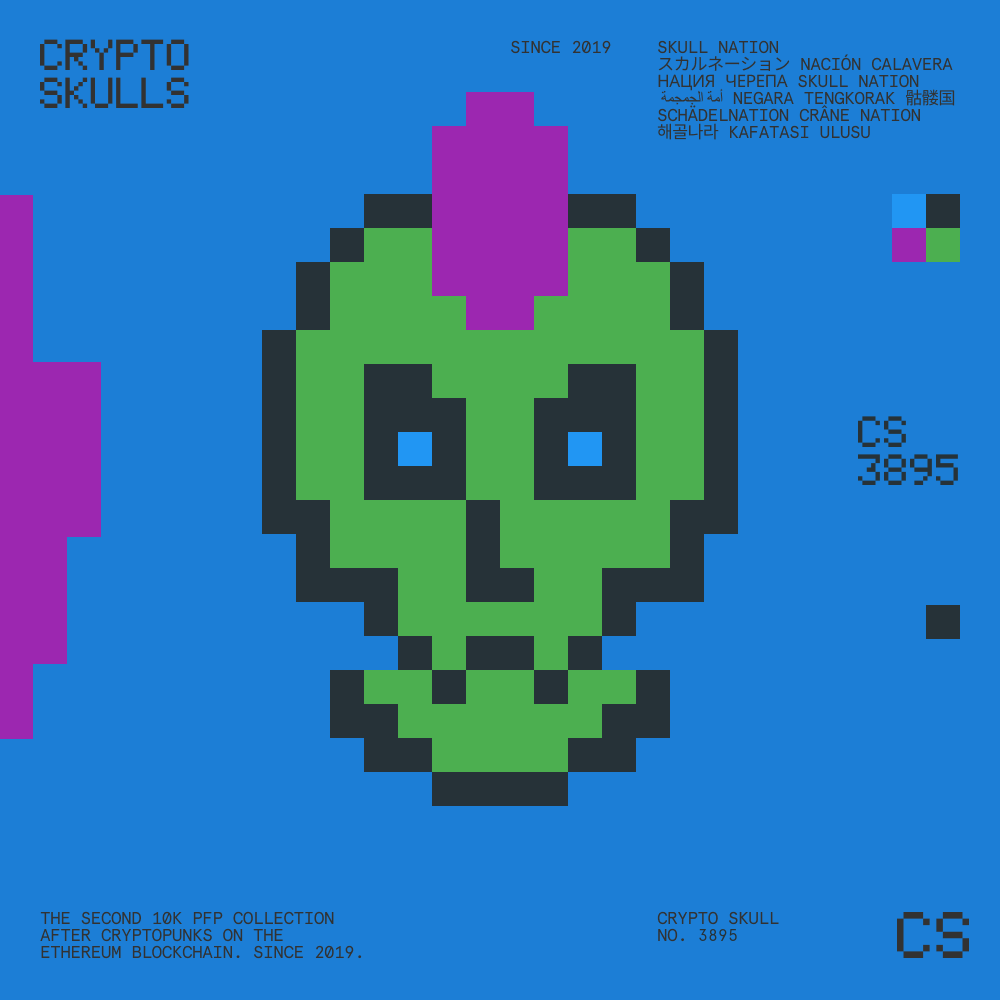 CRYPTO
SKULLS
SINCE 2019
SKULL NATION
スカルネーション NACIÓN CALAVERA
НАЦИЯ ЧЕРЕПА SKULL NATION
أمة الجمجمة NEGARA TENGKORAK 骷髅国
SCHÄDELNATION CRÂNE NATION
해골나라 KAFATASI ULUSU
CS
3895
THE SECOND 10K PFP COLLECTION
AFTER CRYPTOPUNKS ON THE
ETHEREUM BLOCKCHAIN. SINCE 2019.
CRYPTO SKULL
NO. 3895
CS